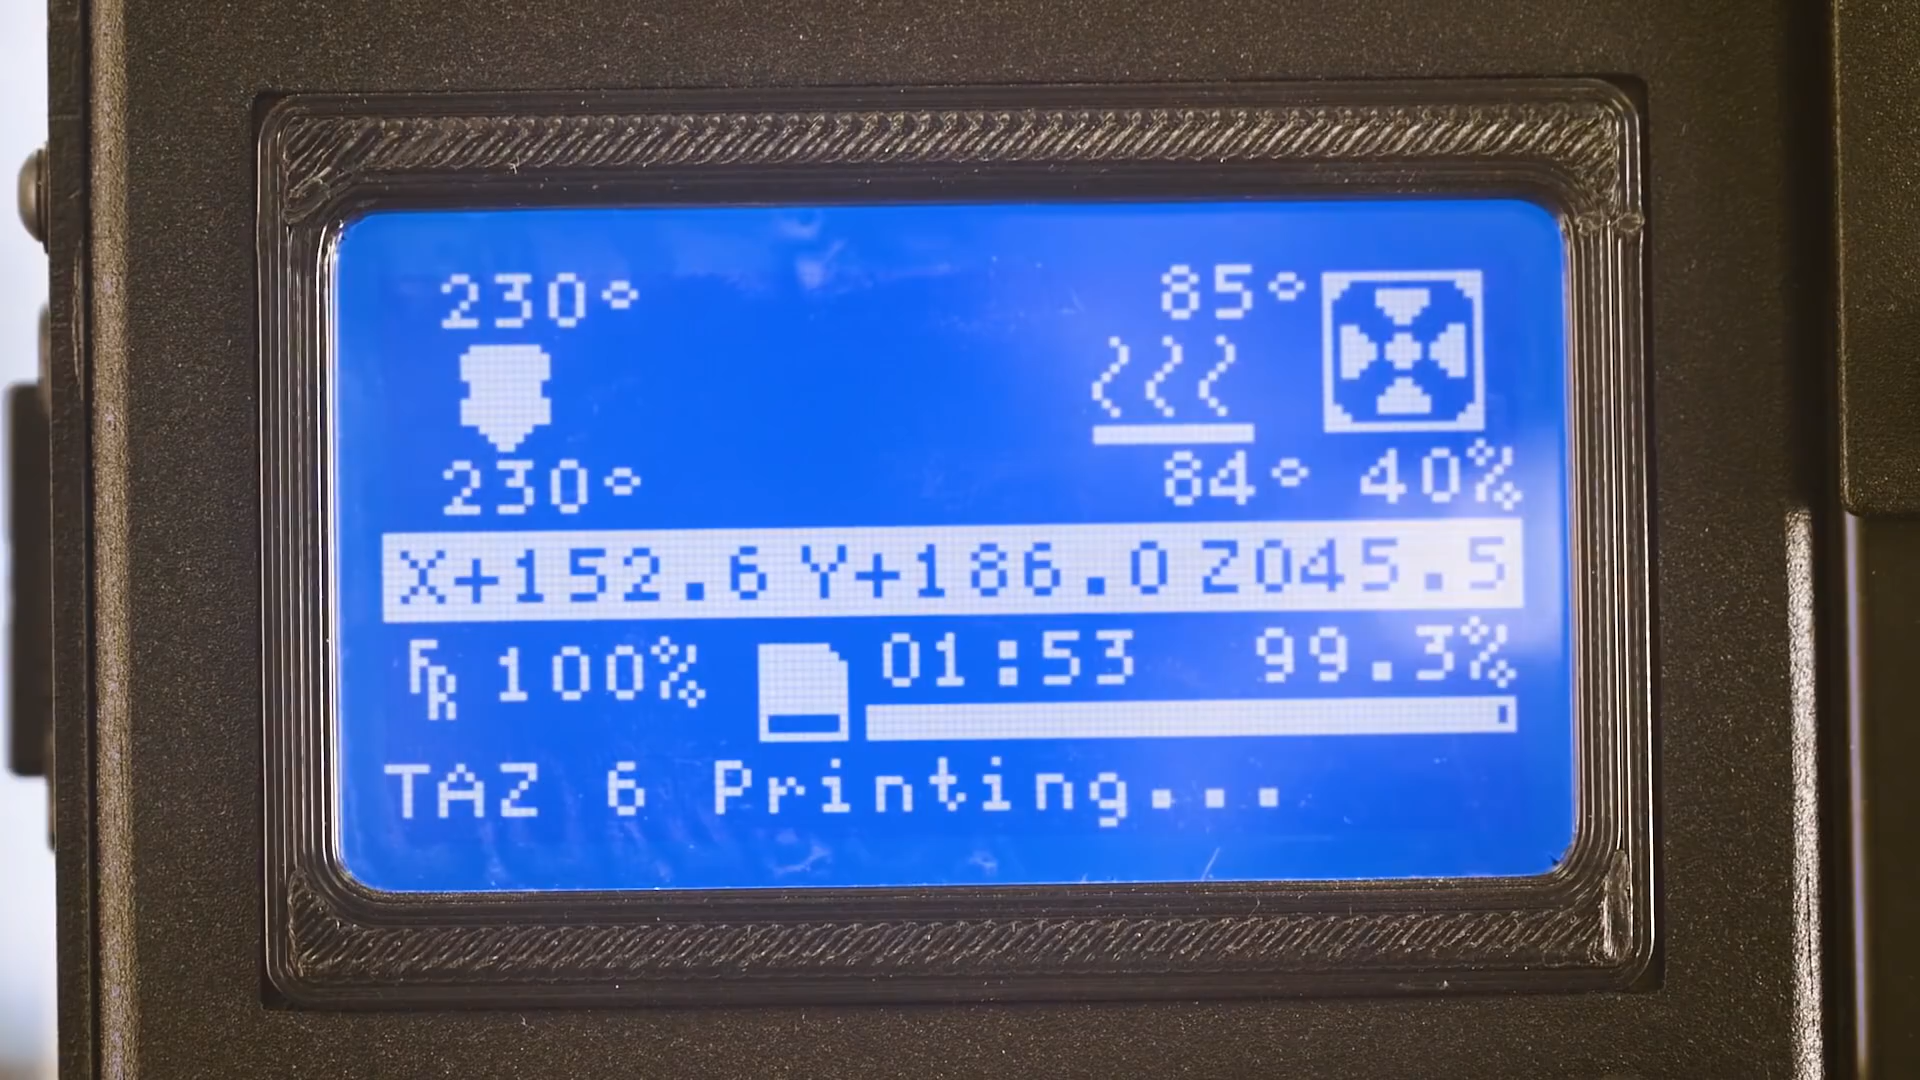 230° 85°
230° 84° 40%
X+152.6 Y+186.0 Z045.5
FR 100% 01:53 99.3%
TAZ 6 Printing...